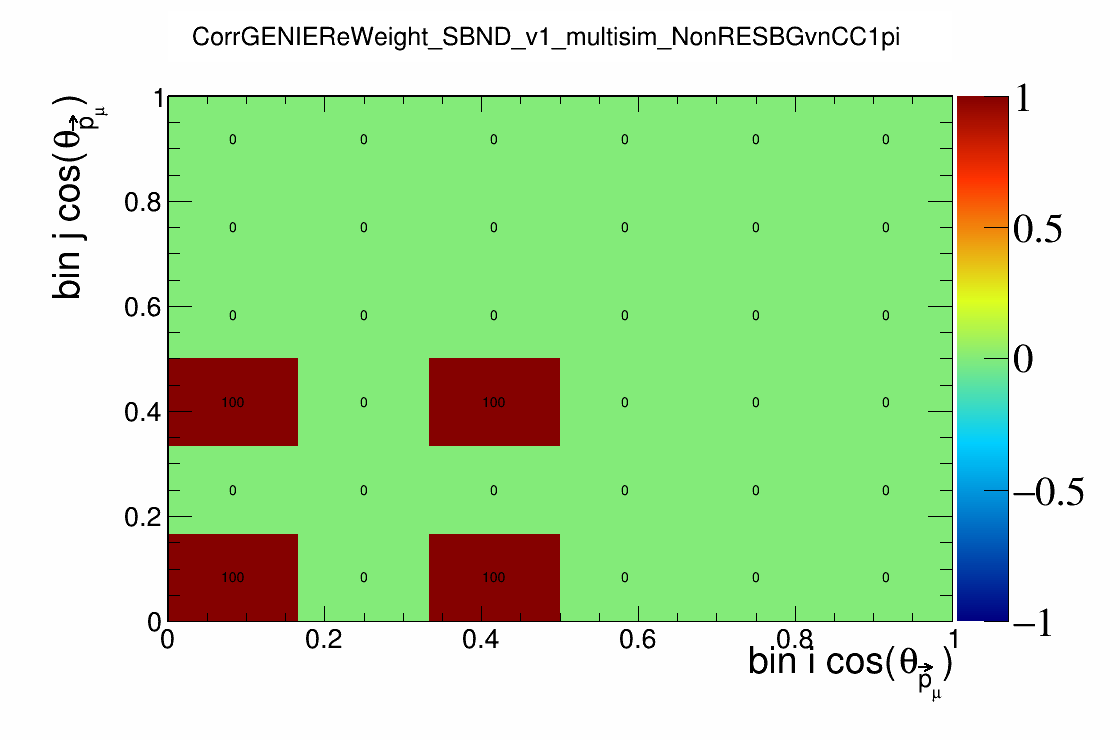 CorrGENIEReWeight_SBND_v1_multisim_NonRESBGvnCC1pi
bin j cos(θ_p⃗_μ)
1
0 0 0 0 0 0
0.8
0 0 0 0 0 0
0.6
0 0 0 0 0 0
0.4
100 0 100 0 0 0
0 0 0 0 0 0
0.2
100 0 100 0 0 0
0
0 0.2 0.4 0.6 0.8 1
bin i cos(θ_p⃗_μ)
1
0.5
0
−0.5
−1